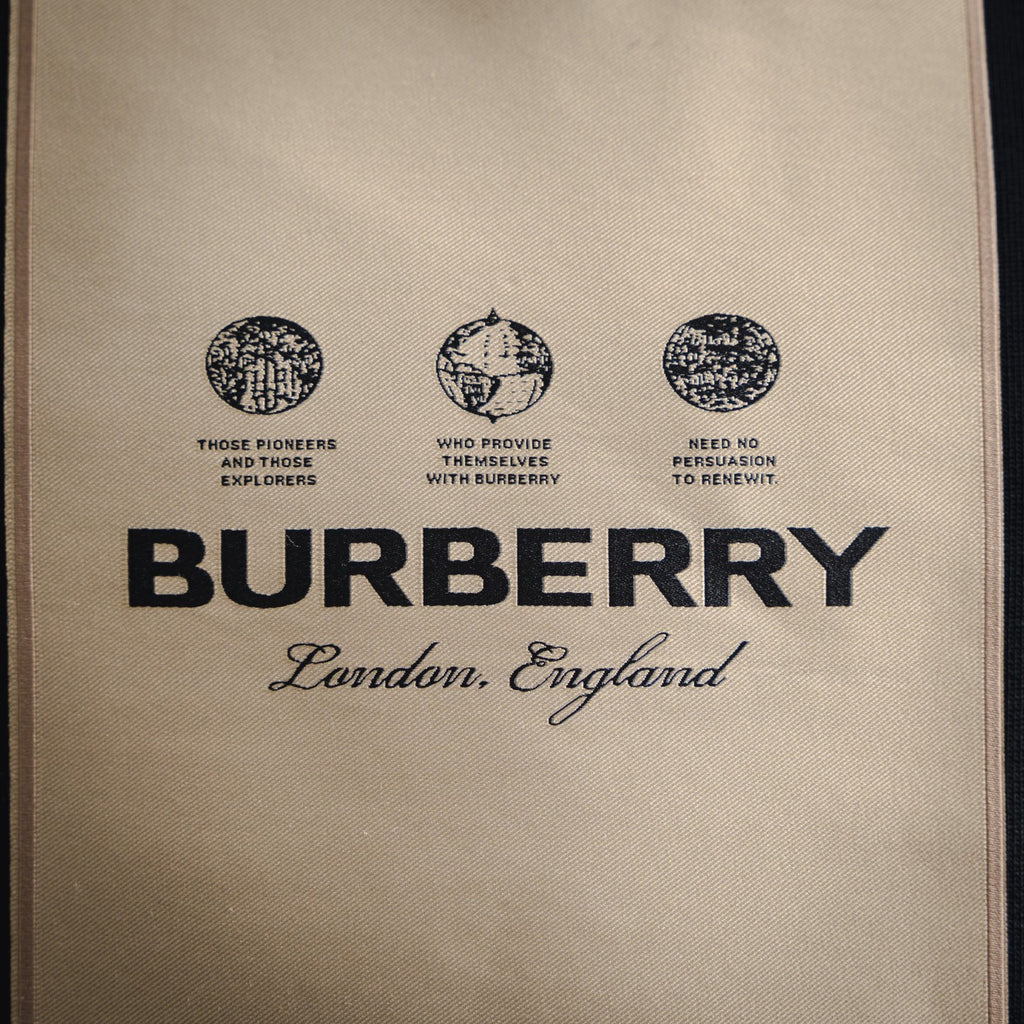 THOSE PIONEERS
AND THOSE
EXPLORERS
WHO PROVIDE
THEMSELVES
WITH BURBERRY
NEED NO
PERSUASION
TO RENEWIT.
BURBERRY
London, England